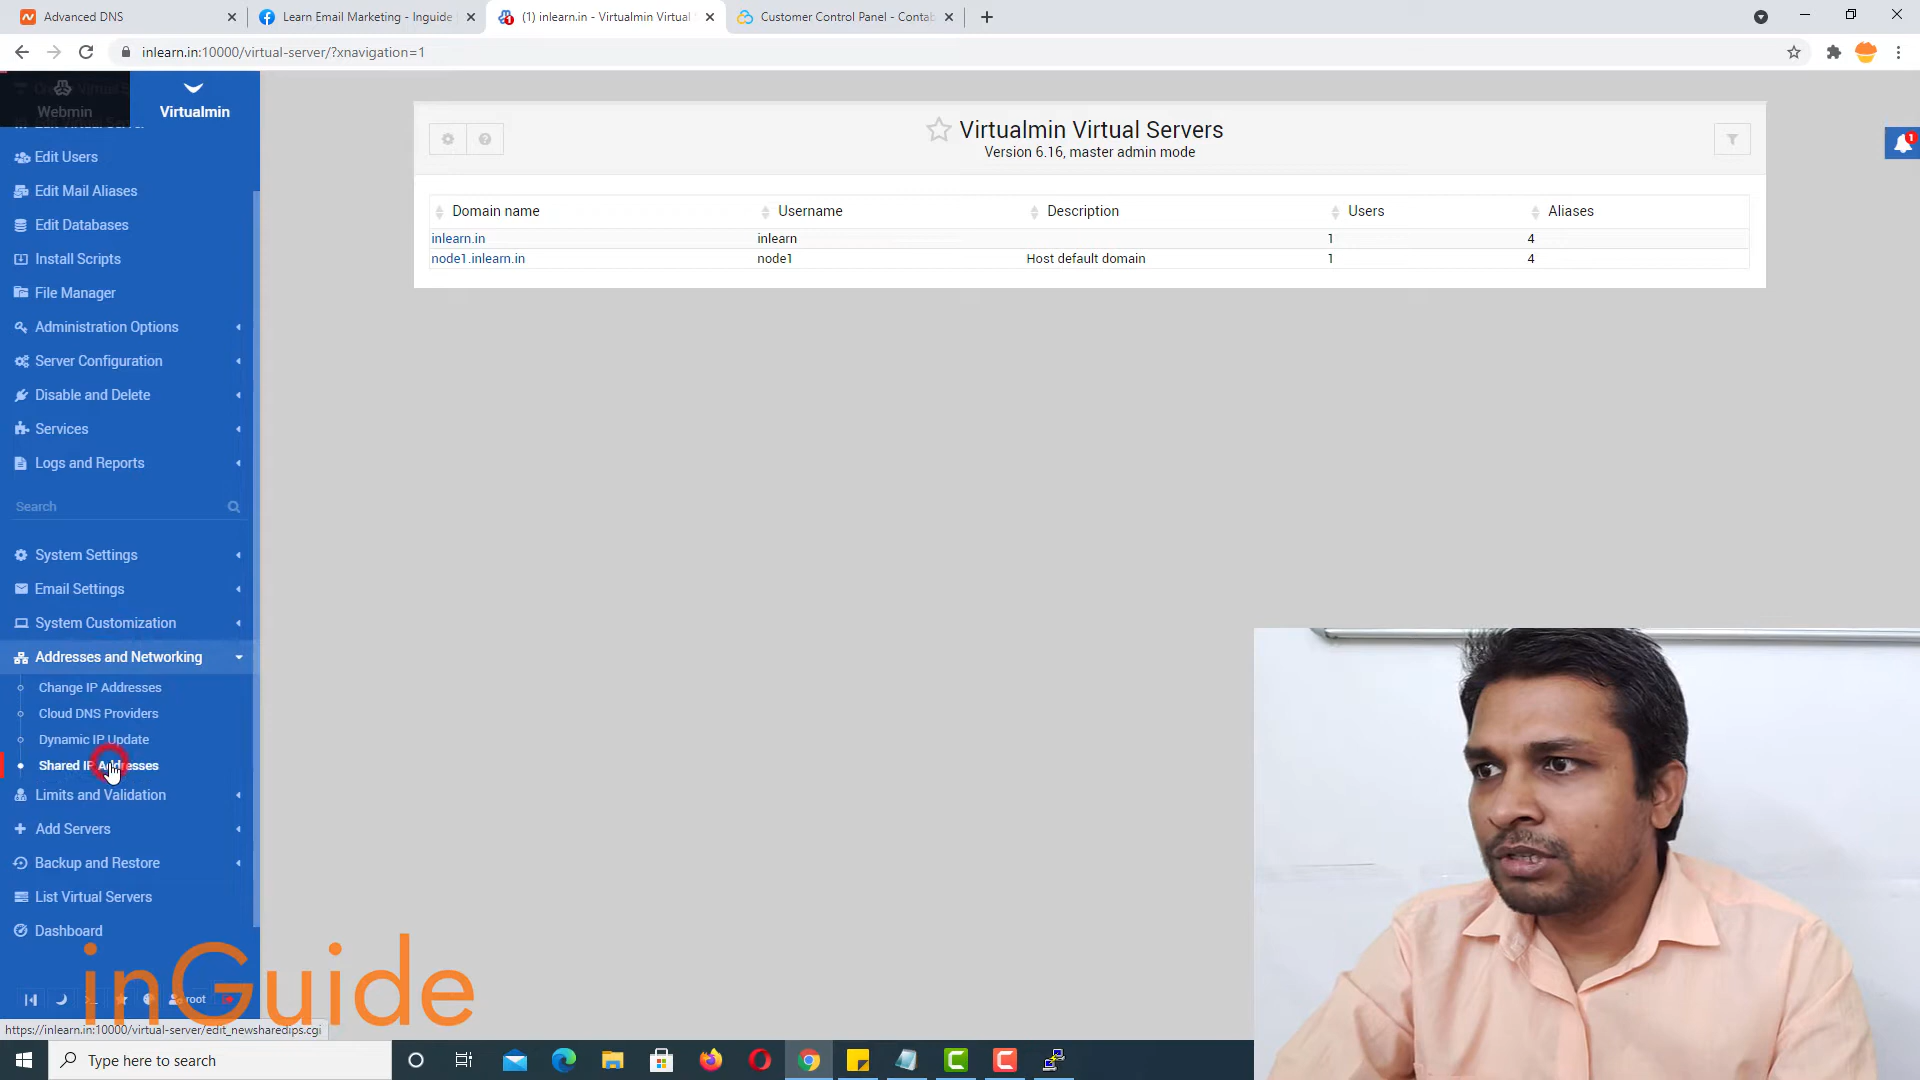 Advanced DNS
Learn Email Marketing - Inguide
(1) inlearn.in - Virtualmin Virtual
Customer Control Panel - Contab
inlearn.in:10000/virtual-server/?xnavigation=1
Webmin
Virtualmin
Edit Users
Edit Mail Aliases
Edit Databases
Install Scripts
File Manager
Administration Options
Server Configuration
Disable and Delete
Services
Logs and Reports
Search
System Settings
Email Settings
System Customization
Addresses and Networking
Change IP Addresses
Cloud DNS Providers
Dynamic IP Update
Shared IP Addresses
Limits and Validation
Add Servers
Backup and Restore
List Virtual Servers
Dashboard
root
Virtualmin Virtual Servers
Version 6.16, master admin mode
1
Domain name Username Description Users Aliases
inlearn.in inlearn 1 4
node1.inlearn.in node1 Host default domain 1 4
inGuide
https://inlearn.in:10000/virtual-server/edit_newsharedips.cgi
Type here to search